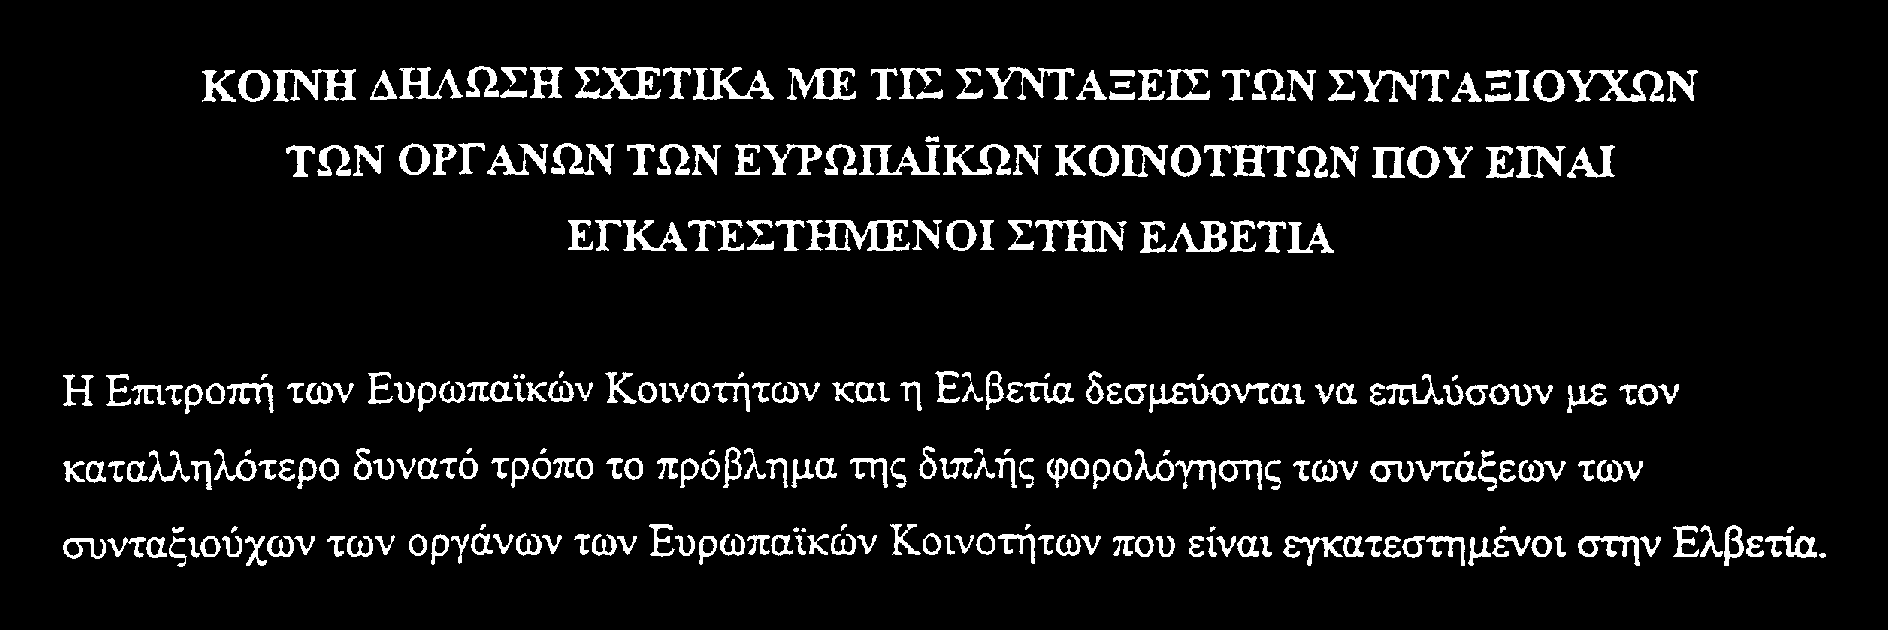 ΚΟΙΝΗ ΔΗΛΩΣΗ ΣΧΕΤΙΚΑ ΜΕ ΤΙΣ ΣΥΝΤΑΞΕΙΣ ΤΩΝ ΣΥΝΤΑΞΙΟΥΧΩΝ
ΤΩΝ ΟΡΓΑΝΩΝ ΤΩΝ ΕΥΡΩΠΑΪΚΩΝ ΚΟΙΝΟΤΗΤΩΝ ΠΟΥ ΕΙΝΑΙ
ΕΓΚΑΤΕΣΤΗΜΕΝΟΙ ΣΤΗΝ ΕΛΒΕΤΙΑ
Η Επιτροπή των Ευρωπαϊκών Κοινοτήτων και η Ελβετία δεσμεύονται να επιλύσουν με τον
καταλληλότερο δυνατό τρόπο το πρόβλημα της διπλής φορολόγησης των συντάξεων των
συνταξιούχων των οργάνων των Ευρωπαϊκών Κοινοτήτων που είναι εγκατεστημένοι στην Ελβετία.